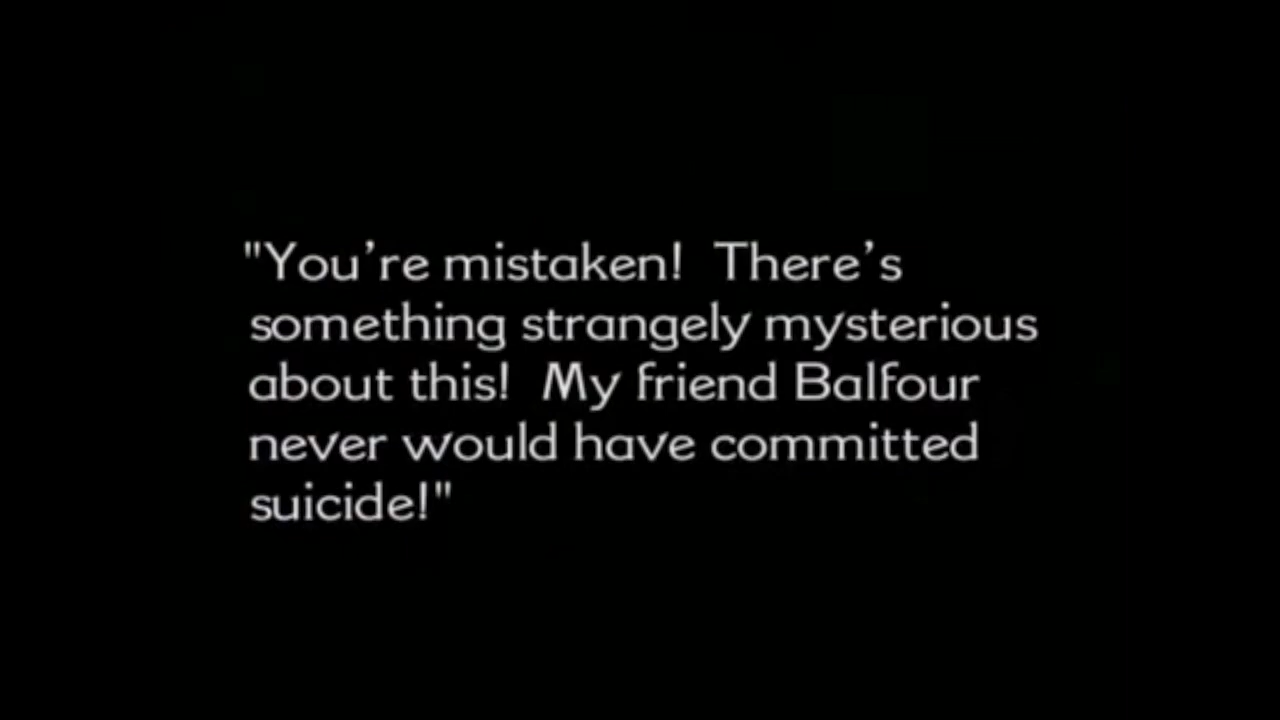 "You’re mistaken!  There’s
something strangely mysterious
about this!  My friend Balfour
never would have committed
suicide!"